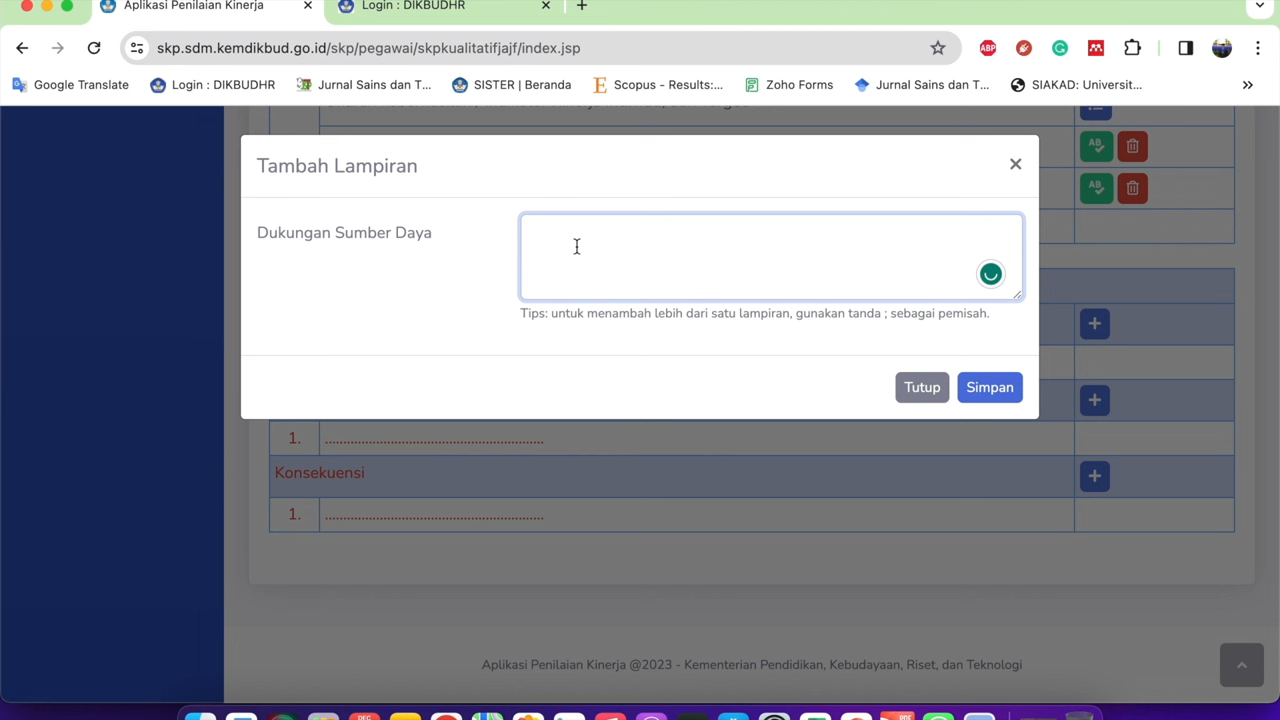 Aplikasi Penilaian Kinerja
Login : DIKBUDHR
skp.sdm.kemdikbud.go.id/skp/pegawai/skpkualitatifjajf/index.jsp
ABP
Google Translate
Login : DIKBUDHR
Jurnal Sains dan T...
SISTER | Beranda
Scopus - Results:...
Zoho Forms
Jurnal Sains dan T...
SIAKAD: Universit...
Tambah Lampiran
Dukungan Sumber Daya
Tips: untuk menambah lebih dari satu lampiran, gunakan tanda ; sebagai pemisah.
Tutup
Simpan
1. ..........................................................
Konsekuensi
1. ..........................................................
Aplikasi Penilaian Kinerja @2023 - Kementerian Pendidikan, Kebudayaan, Riset, dan Teknologi